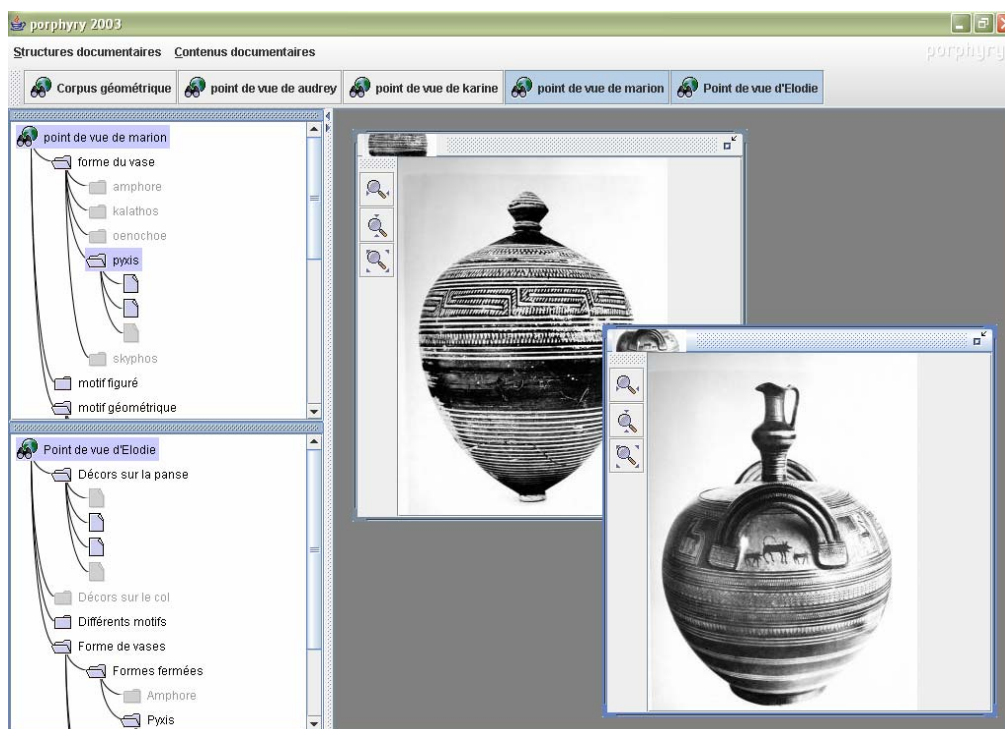 porphyry 2003
Structures documentaires Contenus documentaires
porphyry
Corpus géométrique point de vue de audrey point de vue de karine point de vue de marion Point de vue d'Elodie
point de vue de marion
forme du vase
amphore
kalathos
oenochoe
pyxis
skyphos
motif figuré
motif géométrique
Point de vue d'Elodie
Décors sur la panse
Décors sur le col
Différents motifs
Forme de vases
Formes fermées
Amphore
Pyxis